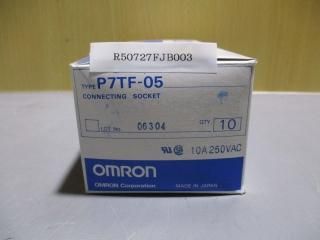 R50727FJB003
TYPE P7TF-05
CONNECTING SOCKET
LOT No. 06304 QTY 10
10A 250VAC
OMRON
OMRON Corporation MADE IN JAPAN